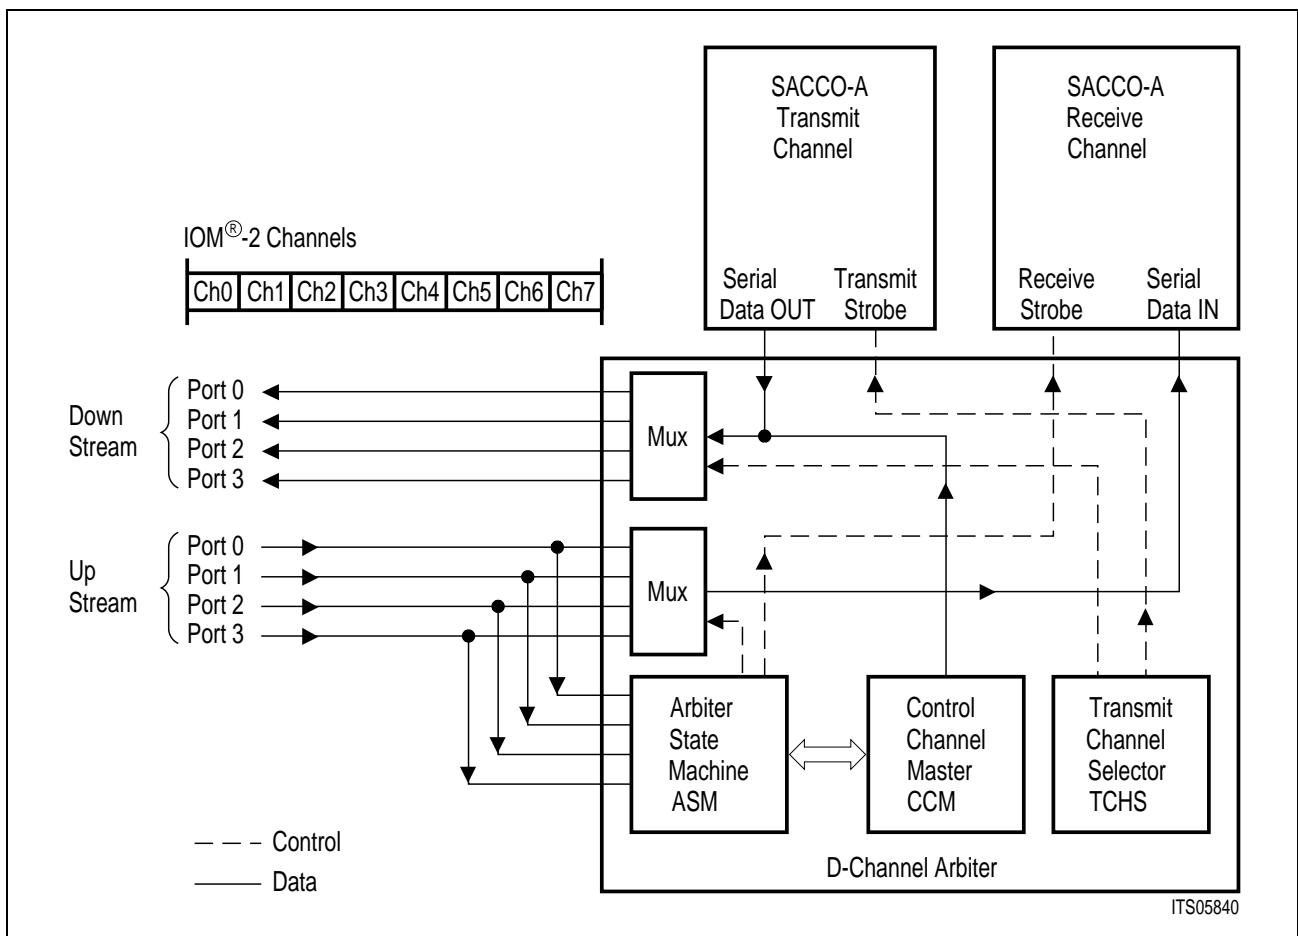 SACCO-A
Transmit
Channel
Serial
Data OUT
Transmit
Strobe
SACCO-A
Receive
Channel
Receive
Strobe
Serial
Data IN
IOM®-2 Channels
Ch0 Ch1 Ch2 Ch3 Ch4 Ch5 Ch6 Ch7
Down
Stream
Port 0
Port 1
Port 2
Port 3
Mux
Up
Stream
Port 0
Port 1
Port 2
Port 3
Mux
Arbiter
State
Machine
ASM
Control
Channel
Master
CCM
Transmit
Channel
Selector
TCHS
Control
Data
D-Channel Arbiter
ITS05840